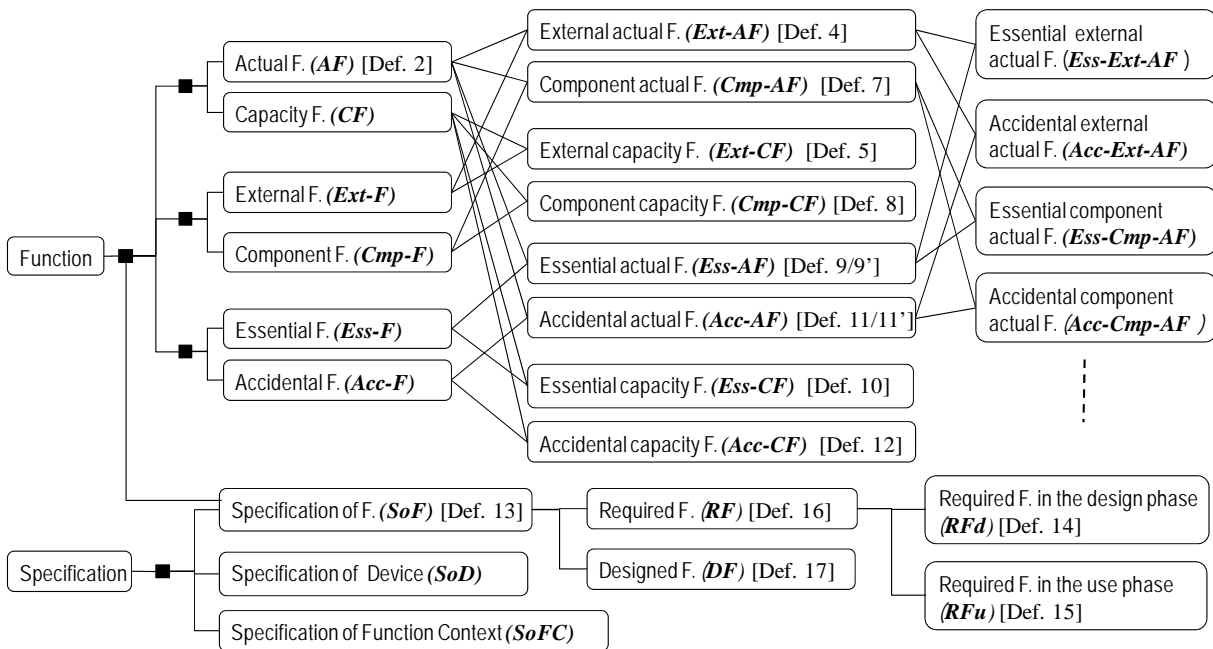 Function
Specification
Actual F. (AF) [Def. 2]
Capacity F. (CF)
External F. (Ext-F)
Component F. (Cmp-F)
Essential F. (Ess-F)
Accidental F. (Acc-F)
Specification of F. (SoF) [Def. 13]
Specification of Device (SoD)
Specification of Function Context (SoFC)
External actual F. (Ext-AF) [Def. 4]
Component actual F. (Cmp-AF) [Def. 7]
External capacity F. (Ext-CF) [Def. 5]
Component capacity F. (Cmp-CF) [Def. 8]
Essential actual F. (Ess-AF) [Def. 9/9’]
Accidental actual F. (Acc-AF) [Def. 11/11’]
Essential capacity F. (Ess-CF) [Def. 10]
Accidental capacity F. (Acc-CF) [Def. 12]
Required F. (RF) [Def. 16]
Designed F. (DF) [Def. 17]
Essential external
actual F. (Ess-Ext-AF )
Accidental external
actual F. (Acc-Ext-AF)
Essential component
actual F. (Ess-Cmp-AF)
Accidental component
actual F. (Acc-Cmp-AF )
Required F. in the design phase
(RFd) [Def. 14]
Required F. in the use phase
(RFu) [Def. 15]